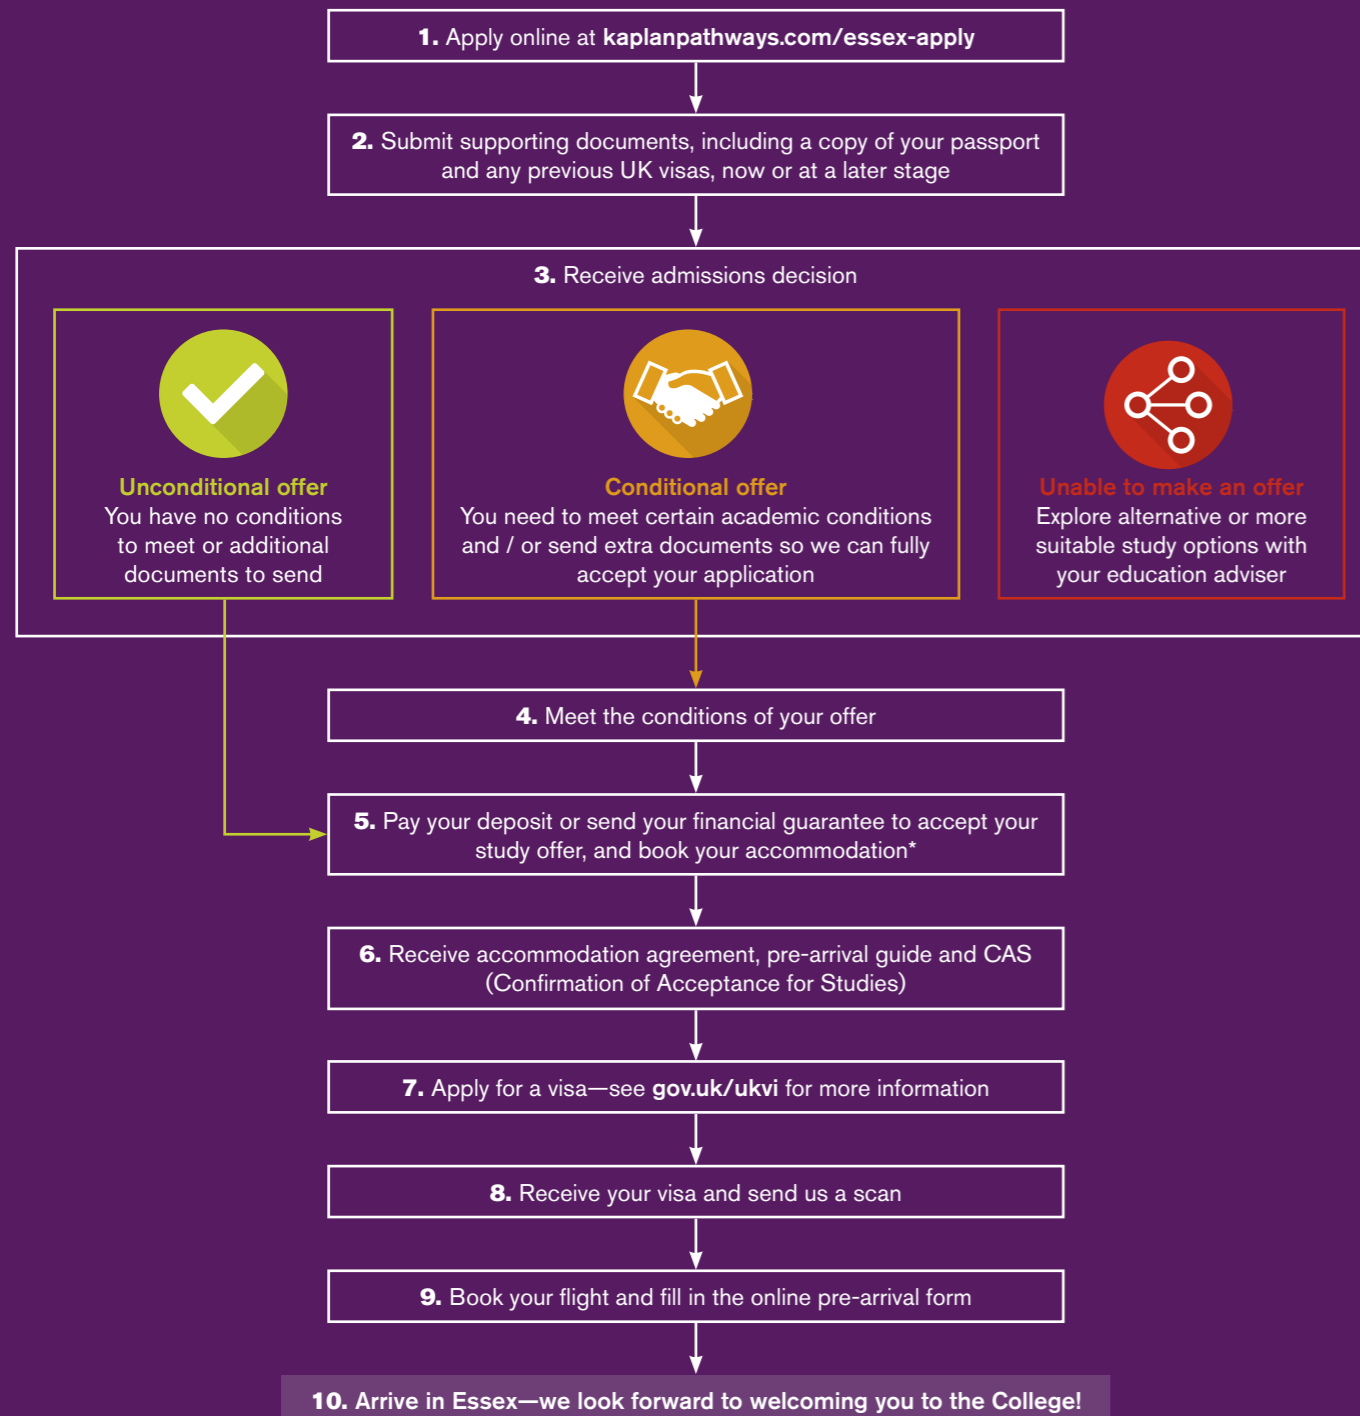 1. Apply online at kaplanpathways.com/essex-apply
2. Submit supporting documents, including a copy of your passport
and any previous UK visas, now or at a later stage
3. Receive admissions decision
Unconditional offer
You have no conditions
to meet or additional
documents to send
Conditional offer
You need to meet certain academic conditions
and / or send extra documents so we can fully
accept your application
Unable to make an offer
Explore alternative or more
suitable study options with
your education adviser
4. Meet the conditions of your offer
5. Pay your deposit or send your financial guarantee to accept your
study offer, and book your accommodation*
6. Receive accommodation agreement, pre-arrival guide and CAS
(Confirmation of Acceptance for Studies)
7. Apply for a visa—see gov.uk/ukvi for more information
8. Receive your visa and send us a scan
9. Book your flight and fill in the online pre-arrival form
10. Arrive in Essex—we look forward to welcoming you to the College!